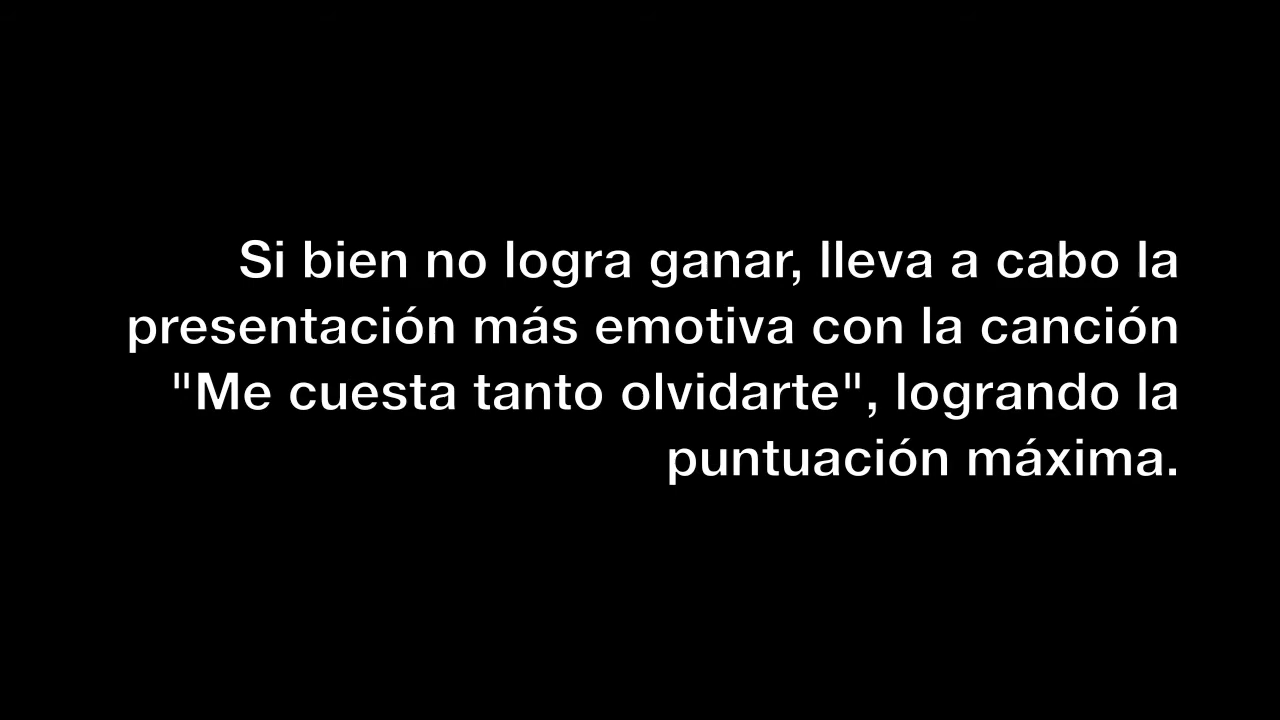 Si bien no logra ganar, lleva a cabo la
presentación más emotiva con la canción
"Me cuesta tanto olvidarte", logrando la
puntuación máxima.